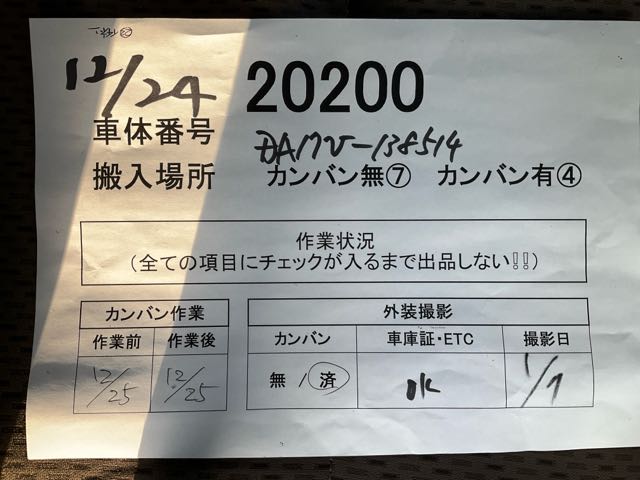 12/24 20200
車体番号 DA17V-138514
搬入場所 カンバン無⑦ カンバン有④
作業状況
(全ての項目にチェックが入るまで出品しない!!)
カンバン作業 外装撮影
作業前 作業後 カンバン 車庫証・ETC 撮影日
12/25 12/25 無/済 OK 1/7